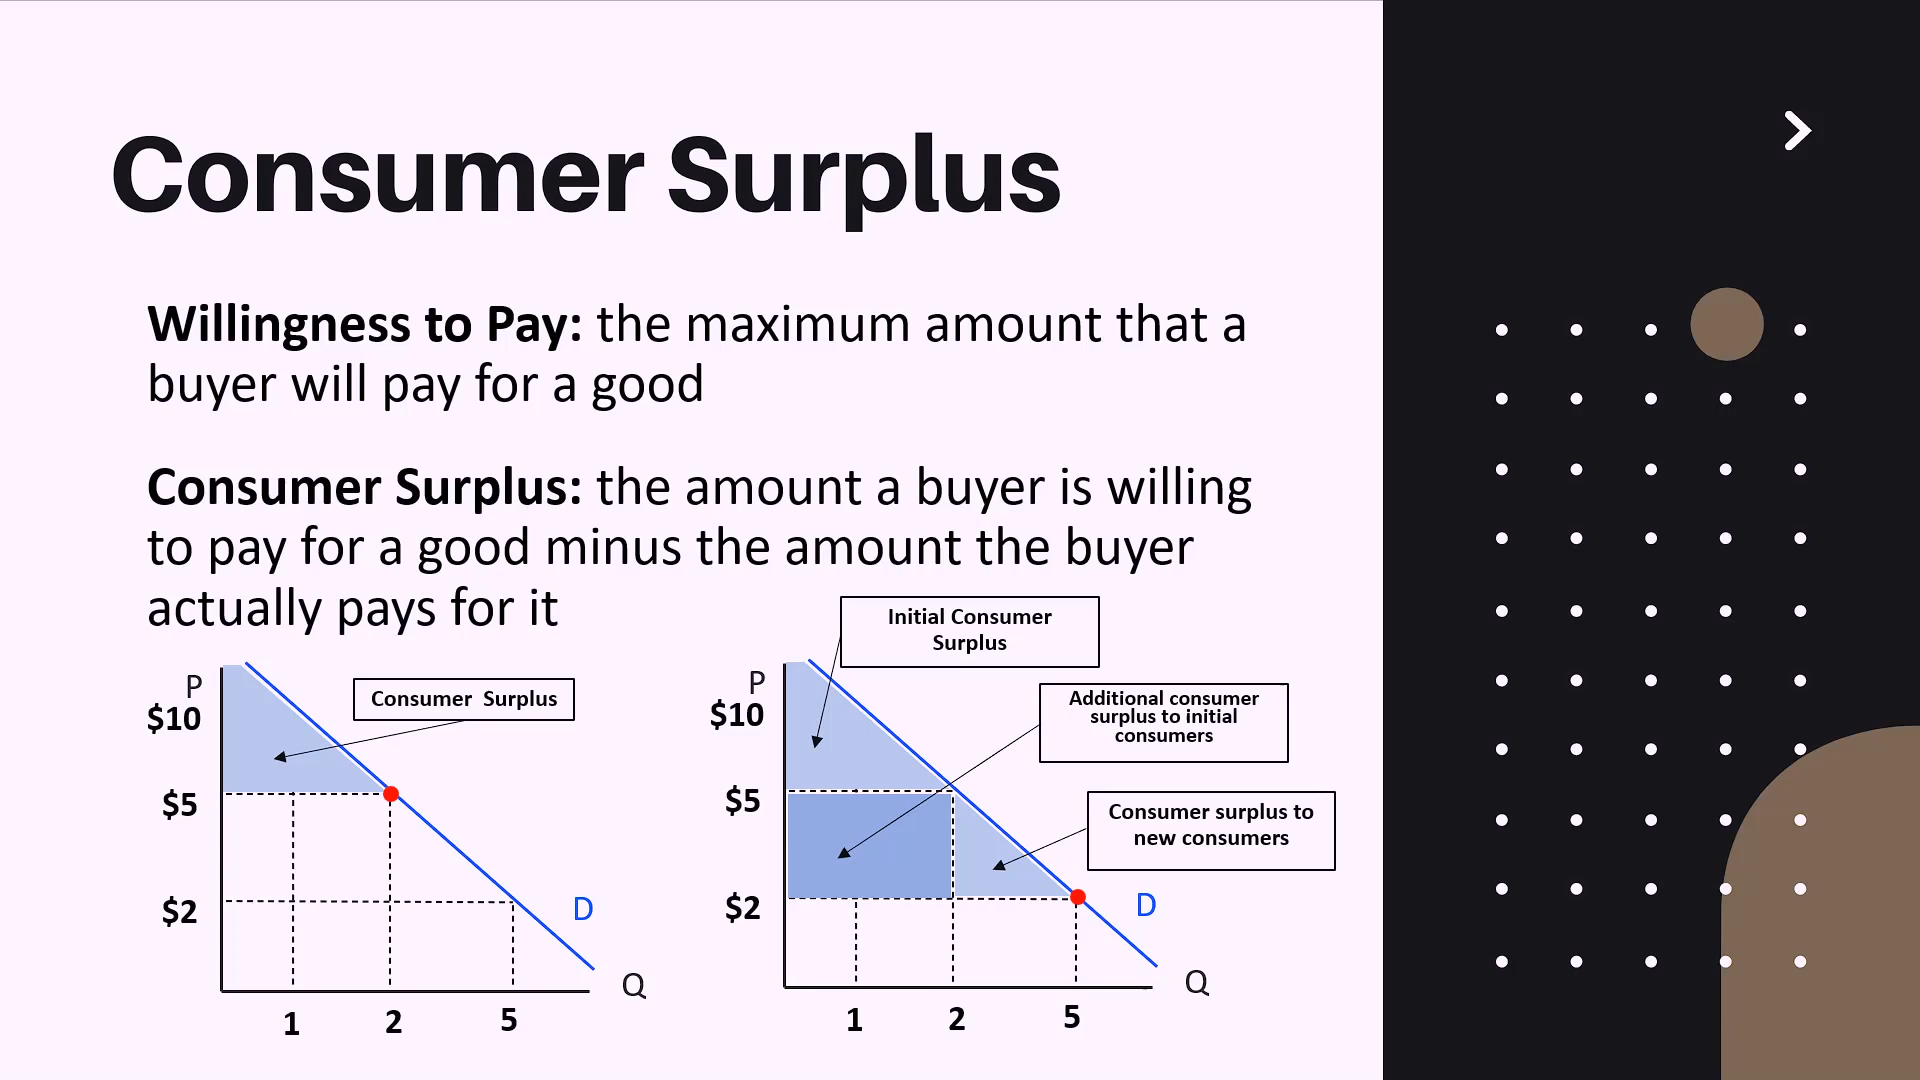 Consumer Surplus
Willingness to Pay: the maximum amount that a
buyer will pay for a good
Consumer Surplus: the amount a buyer is willing
to pay for a good minus the amount the buyer
actually pays for it
P
$10
$5
$2
Consumer Surplus
D
Q
1
2
5
Initial Consumer
Surplus
P
$10
$5
$2
Additional consumer
surplus to initial
consumers
Consumer surplus to
new consumers
D
Q
1
2
5